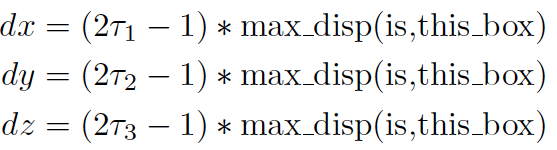 dx = (2τ₁ − 1) ∗ max_disp(is,this_box)
dy = (2τ₂ − 1) ∗ max_disp(is,this_box)
dz = (2τ₃ − 1) ∗ max_disp(is,this_box)